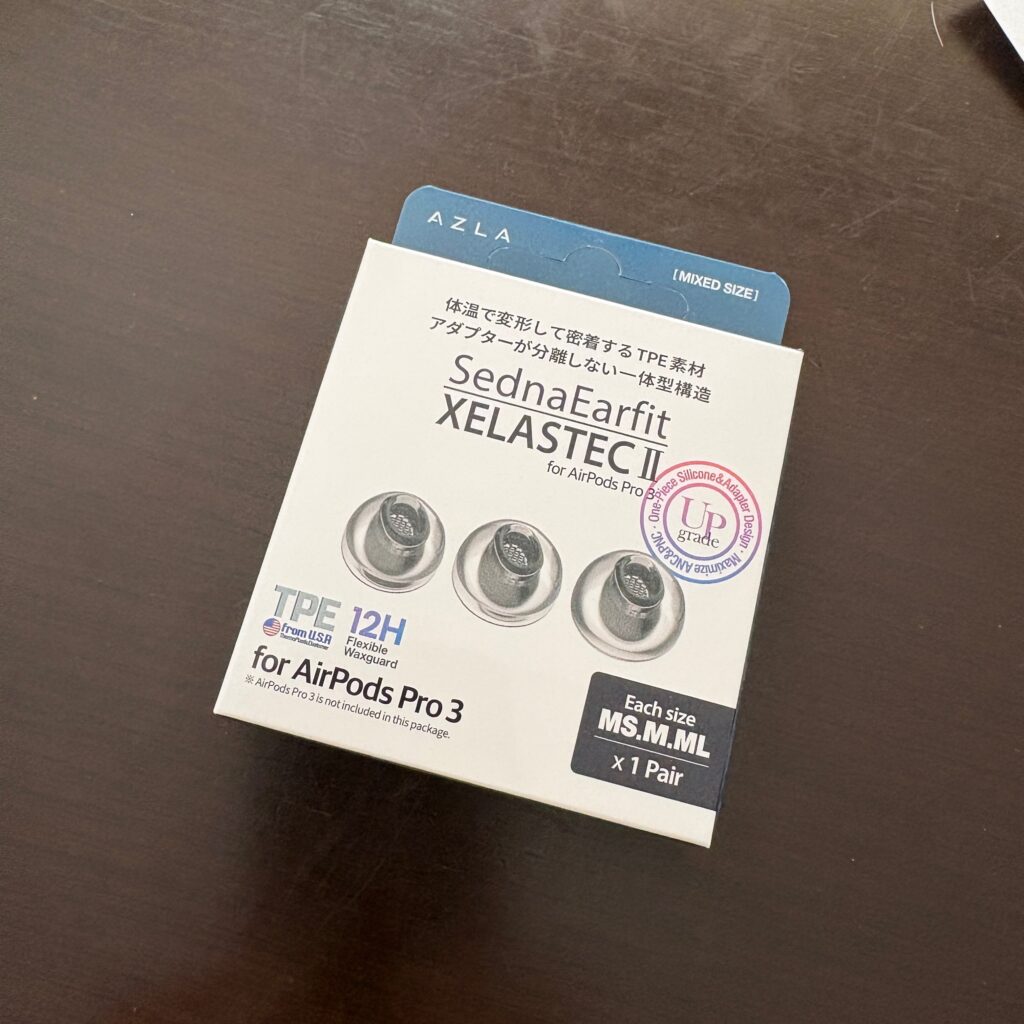 AZLA
[MIXED SIZE]
体温で変形して密着するTPE素材
アダプターが分離しない一体型構造
SednaEarfit
XELASTEC II
for AirPods Pro 3
One-Piece Silicone&Adapter Design · Maximize ANC&PNC ·
UP
grade
TPE
from U.S.A
ThermoPlasticElastomer
12H
Flexible
Waxguard
for AirPods Pro 3
※ AirPods Pro 3 is not included in this package.
Each size
MS.M.ML
x 1 Pair